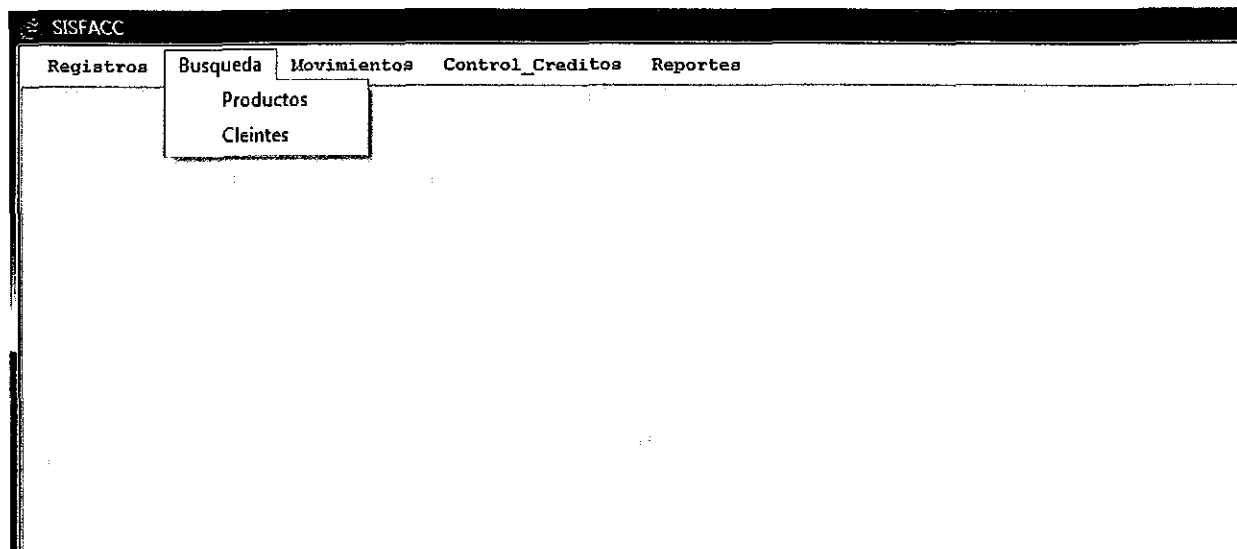 SISFACC
Registros Busqueda Movimientos Control_Creditos Reportes
Productos
Cleintes